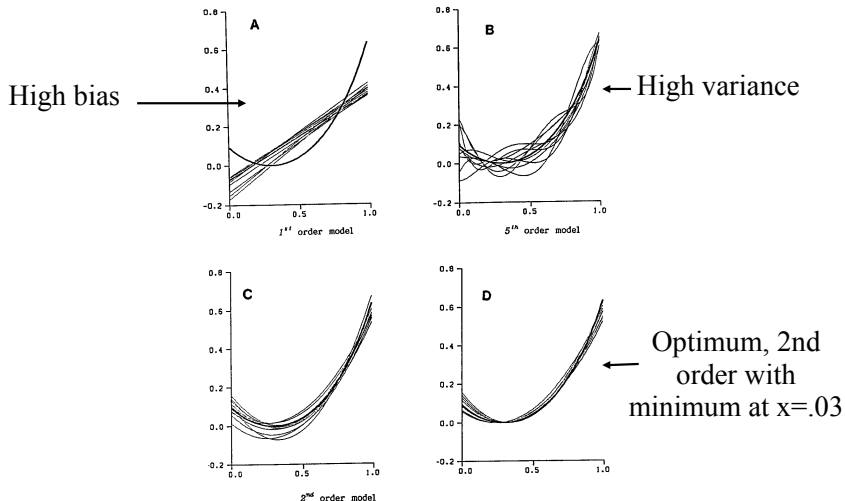 0.8
0.6
0.4
0.2
0.0
-0.2
0.0 0.5 1.0
A
1st order model
High bias
0.8
0.6
0.4
0.2
0.0
-0.2
0.0 0.5 1.0
B
5th order model
High variance
0.8
0.6
0.4
0.2
0.0
-0.2
0.0 0.5 1.0
C
2nd order model
0.8
0.6
0.4
0.2
0.0
-0.2
0.0 0.5 1.0
D
Optimum, 2nd
order with
minimum at x=.03